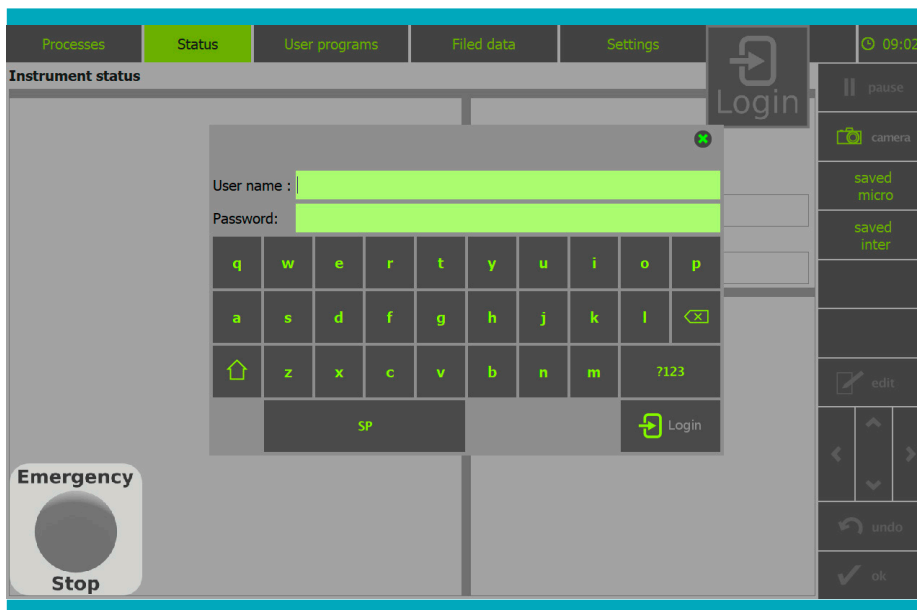 Processes
Status
User programs
Filed data
Settings
Login
09:02
Instrument status
pause
camera
saved
micro
saved
inter
User name :
Password:
q w e r t y u i o p
a s d f g h j k l
z x c v b n m ?123
SP
Login
edit
undo
ok
Emergency
Stop